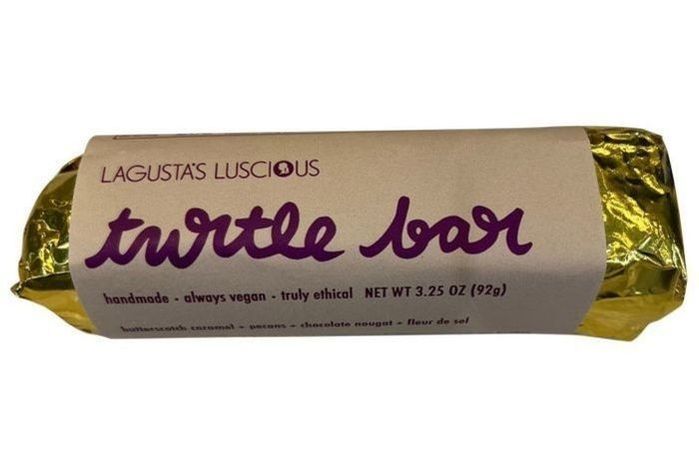 LAGUSTA'S LUSCIOUS
turtle bar
handmade - always vegan - truly ethical NET WT 3.25 OZ (92g)
butterscotch caramel - pecans - chocolate nougat - fleur de sel